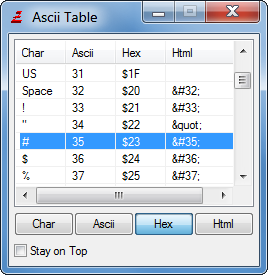 Ascii Table
Char Ascii Hex Html
US 31 $1F
Space 32 $20 &#32;
! 33 $21 &#33;
" 34 $22 &quot;
# 35 $23 &#35;
$ 36 $24 &#36;
% 37 $25 &#37;
Char Ascii Hex Html
Stay on Top